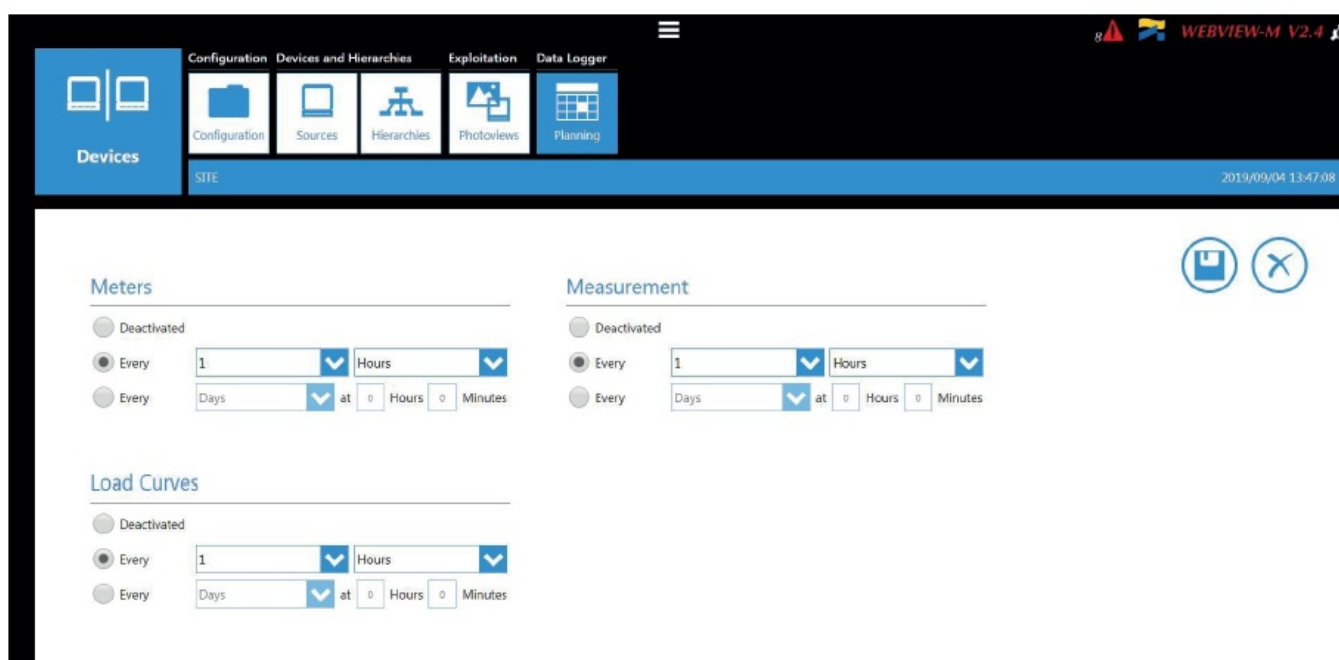 8 WEBVIEW-M V2.4
Configuration Devices and Hierarchies Exploitation Data Logger
Configuration Sources Hierarchies Photoviews Planning
Devices
SITE 2019/09/04 13:47:08
Meters
Deactivated
Every 1 Hours
Every Days at 0 Hours 0 Minutes
Measurement
Deactivated
Every 1 Hours
Every Days at 0 Hours 0 Minutes
Load Curves
Deactivated
Every 1 Hours
Every Days at 0 Hours 0 Minutes